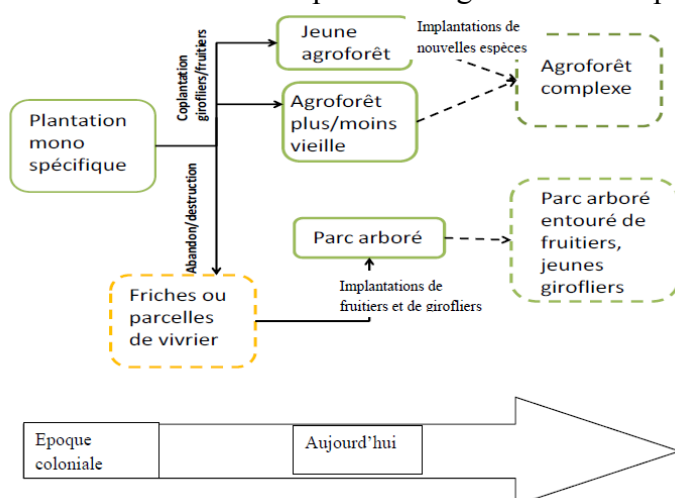 Plantation
mono
spécifique
Coplantation
girofliers/fruitiers
Abandon/destruction
Jeune
agroforêt
Agroforêt
plus/moins
vieille
Implantations de
nouvelles espèces
Agroforêt
complexe
Friches ou
parcelles
de vivrier
Implantations de
fruitiers et de girofliers
Parc arboré
Parc arboré
entouré de
fruitiers,
jeunes
girofliers
Epoque
coloniale
Aujourd'hui